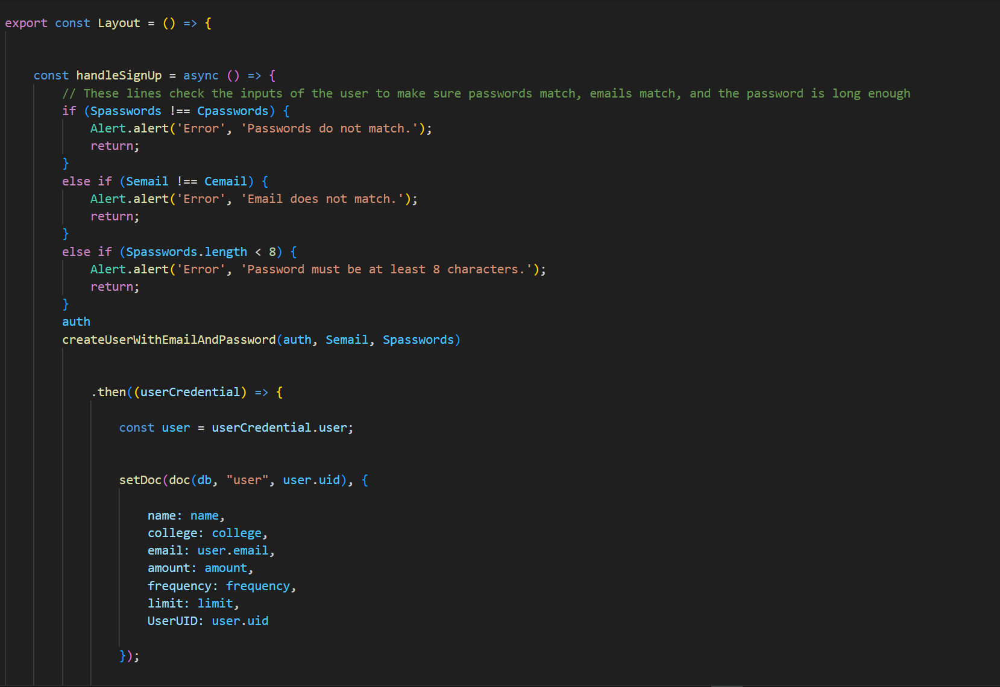 export const Layout = () => {
const handleSignUp = async () => {
// These lines check the inputs of the user to make sure passwords match, emails match, and the password is long enough
if (Spasswords !== Cpasswords) {
Alert.alert('Error', 'Passwords do not match.');
return;
}
else if (Semail !== Cemail) {
Alert.alert('Error', 'Email does not match.');
return;
}
else if (Spasswords.length < 8) {
Alert.alert('Error', 'Password must be at least 8 characters.');
return;
}
auth
createUserWithEmailAndPassword(auth, Semail, Spasswords)
.then((userCredential) => {
const user = userCredential.user;
setDoc(doc(db, "user", user.uid), {
name: name,
college: college,
email: user.email,
amount: amount,
frequency: frequency,
limit: limit,
UserUID: user.uid
});